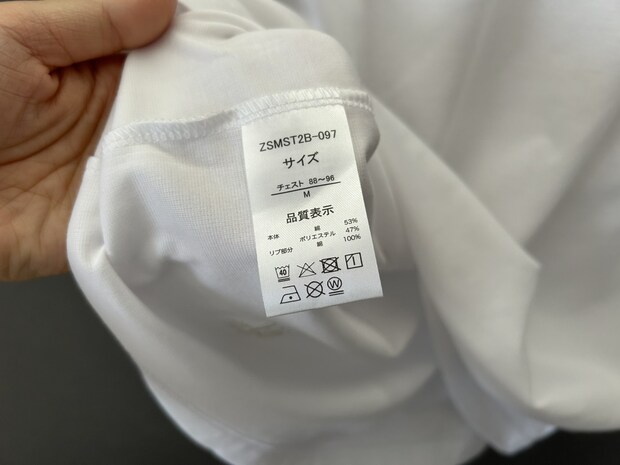 ZSMST2B-097
サイズ
チェスト 88〜96
M
品質表示
本体 綿 53%
ポリエステル 47%
リブ部分 綿 100%
40 1
W